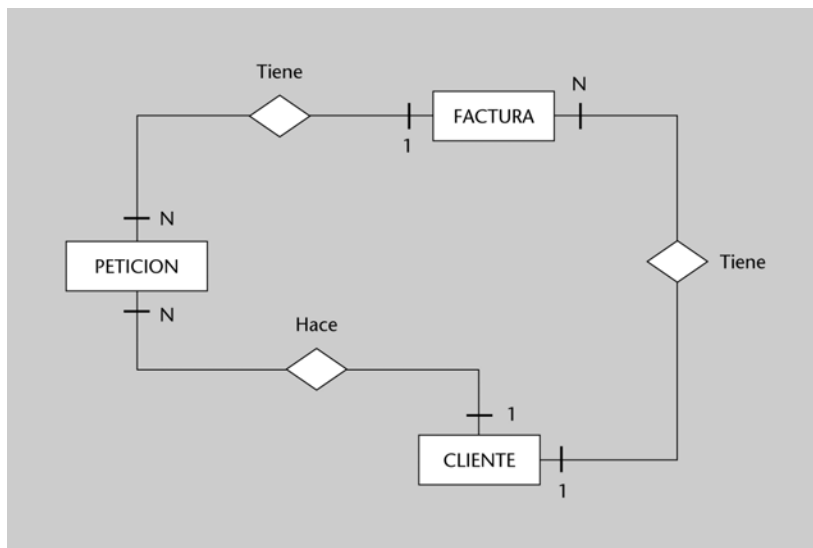 Tiene
N
1
FACTURA
N
PETICION
Tiene
N
Hace
1
CLIENTE
1